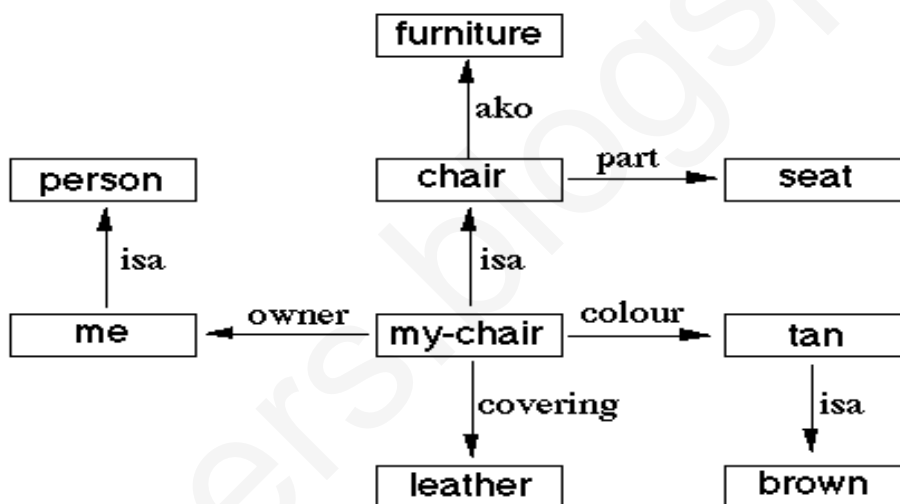 furniture
ako
person
chair
part
seat
isa
isa
me
owner
my-chair
colour
tan
covering
isa
leather
brown